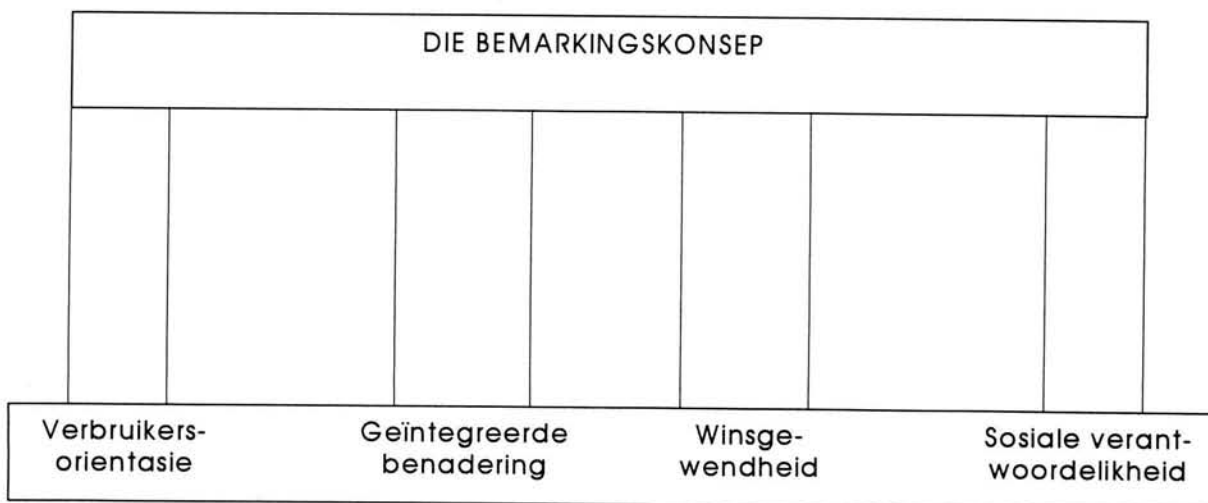 DIE BEMARKINGSKONSEP
Verbruikers-
orientasie
Geïntegreerde
benadering
Winsge-
wendheid
Sosiale verant-
woordelikheid